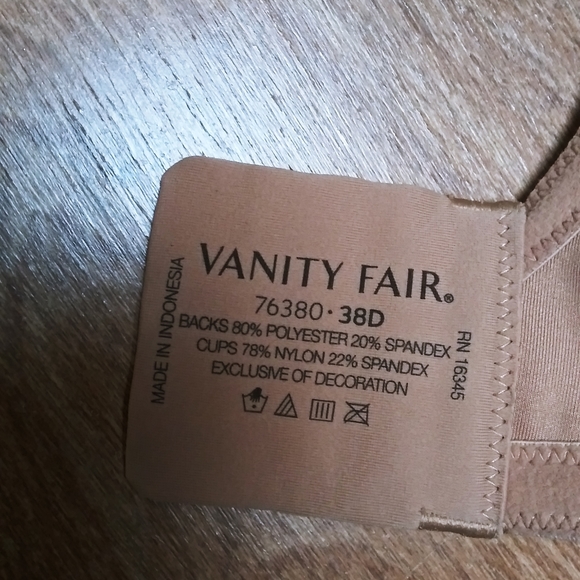 VANITY FAIR®
76380 · 38D
BACKS 80% POLYESTER 20% SPANDEX
CUPS 78% NYLON 22% SPANDEX
EXCLUSIVE OF DECORATION
MADE IN INDONESIA
RN 16345